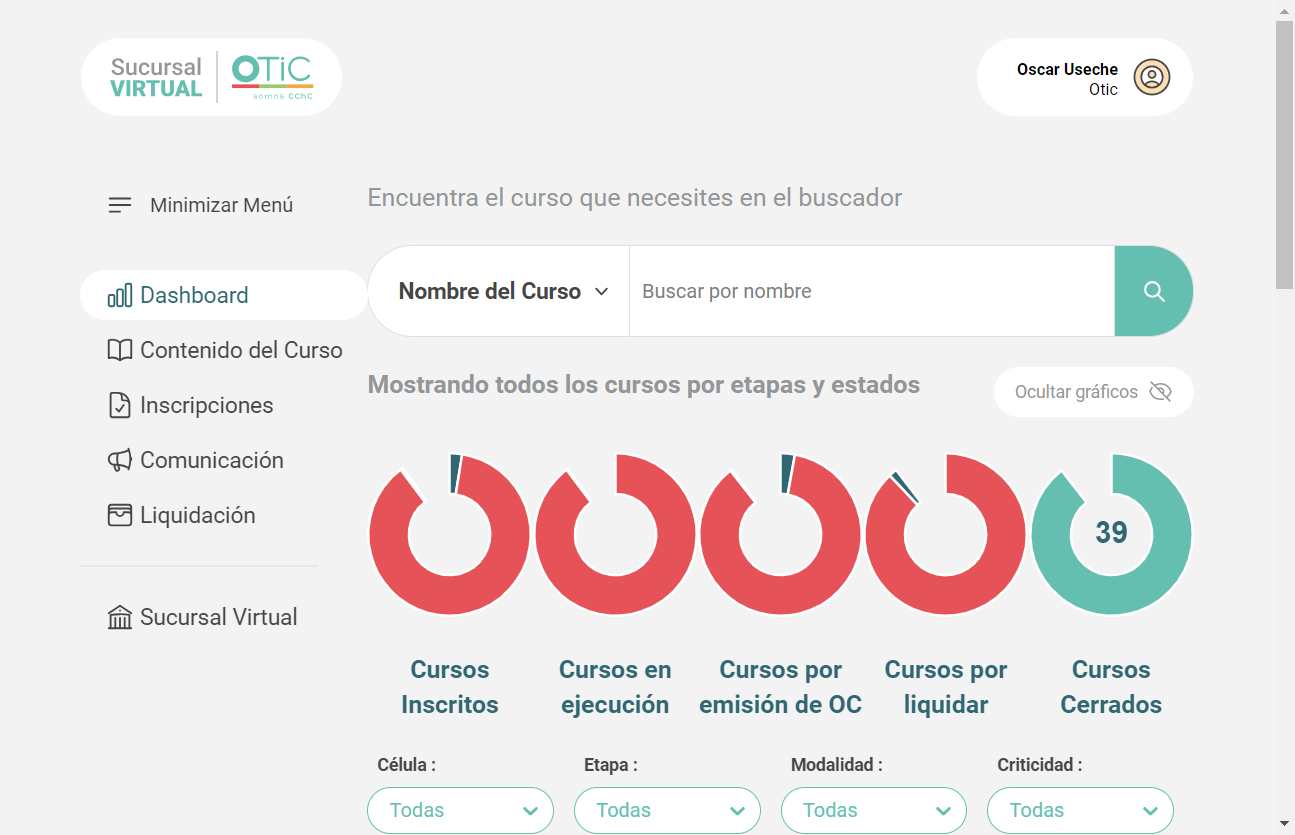 Sucursal
VIRTUAL
OTiC
somos CChC
Oscar Useche
Otic
Minimizar Menú
Encuentra el curso que necesites en el buscador
Dashboard
Nombre del Curso
Buscar por nombre
Contenido del Curso
Mostrando todos los cursos por etapas y estados
Ocultar gráficos
Inscripciones
Comunicación
Liquidación
39
Sucursal Virtual
Cursos
Inscritos
Cursos en
ejecución
Cursos por
emisión de OC
Cursos por
liquidar
Cursos
Cerrados
Célula :
Etapa :
Modalidad :
Criticidad :
Todas
Todas
Todas
Todas